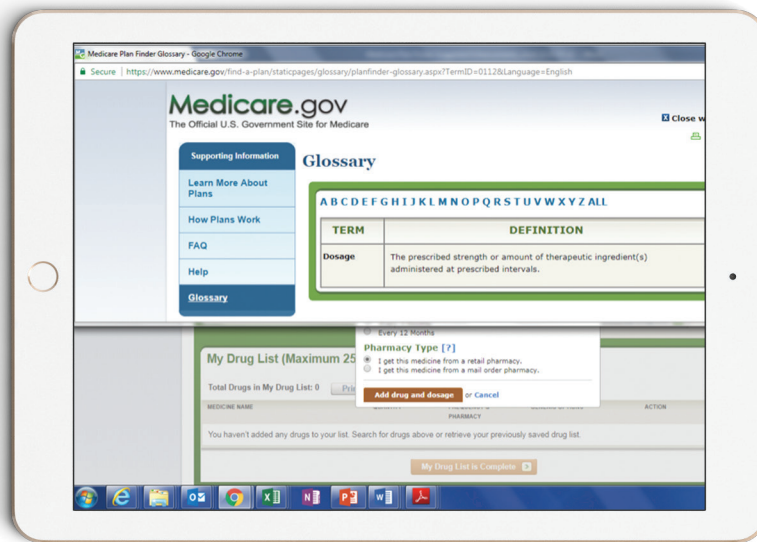 Medicare Plan Finder Glossary - Google Chrome
Secure | https://www.medicare.gov/find-a-plan/staticpages/glossary/planfinder-glossary.aspx?TermID=0112&Language=English
Medicare.gov
The Official U.S. Government Site for Medicare
Close w
Supporting Information
Learn More About
Plans
How Plans Work
FAQ
Help
Glossary
Glossary
A B C D E F G H I J K L M N O P Q R S T U V W X Y Z ALL
TERM DEFINITION
Dosage The prescribed strength or amount of therapeutic ingredient(s)
administered at prescribed intervals.
Every 12 Months
Pharmacy Type [?]
I get this medicine from a retail pharmacy.
I get this medicine from a mail order pharmacy.
Add drug and dosage or Cancel
My Drug List (Maximum 25
Total Drugs in My Drug List: 0 Pri
MEDICINE NAME
PHARMACY
ACTION
You haven't added any drugs to your list. Search for drugs above or retrieve your previously saved drug list.
My Drug List is Complete